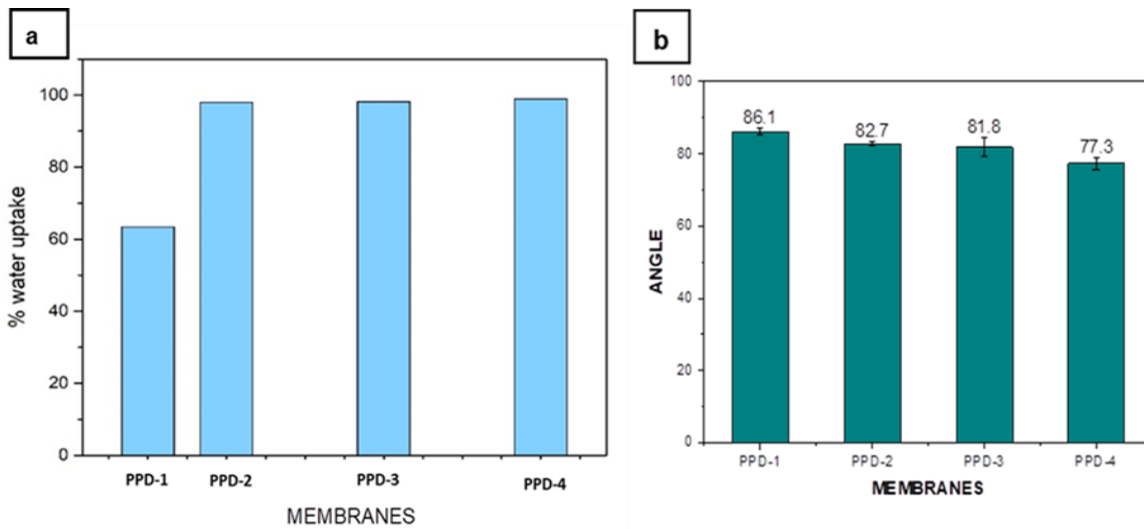 a
% water uptake
100
80
60
40
20
0
PPD-1 PPD-2 PPD-3 PPD-4
MEMBRANES
b
ANGLE
100
80
60
40
20
0
86.1 82.7 81.8 77.3
PPD-1 PPD-2 PPD-3 PPD-4
MEMBRANES